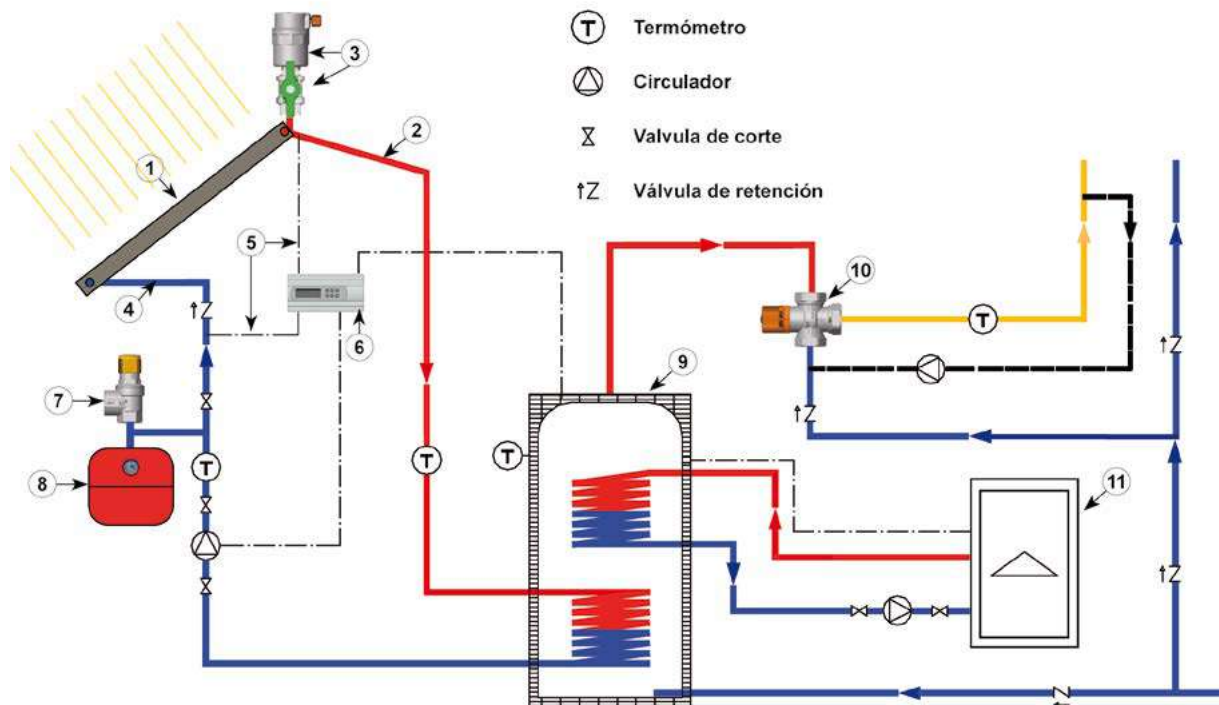 3
T Termómetro
Circulador
2
Valvula de corte
1
Válvula de retención
5
10
4
T
6
9
7
T
T
T
8
11